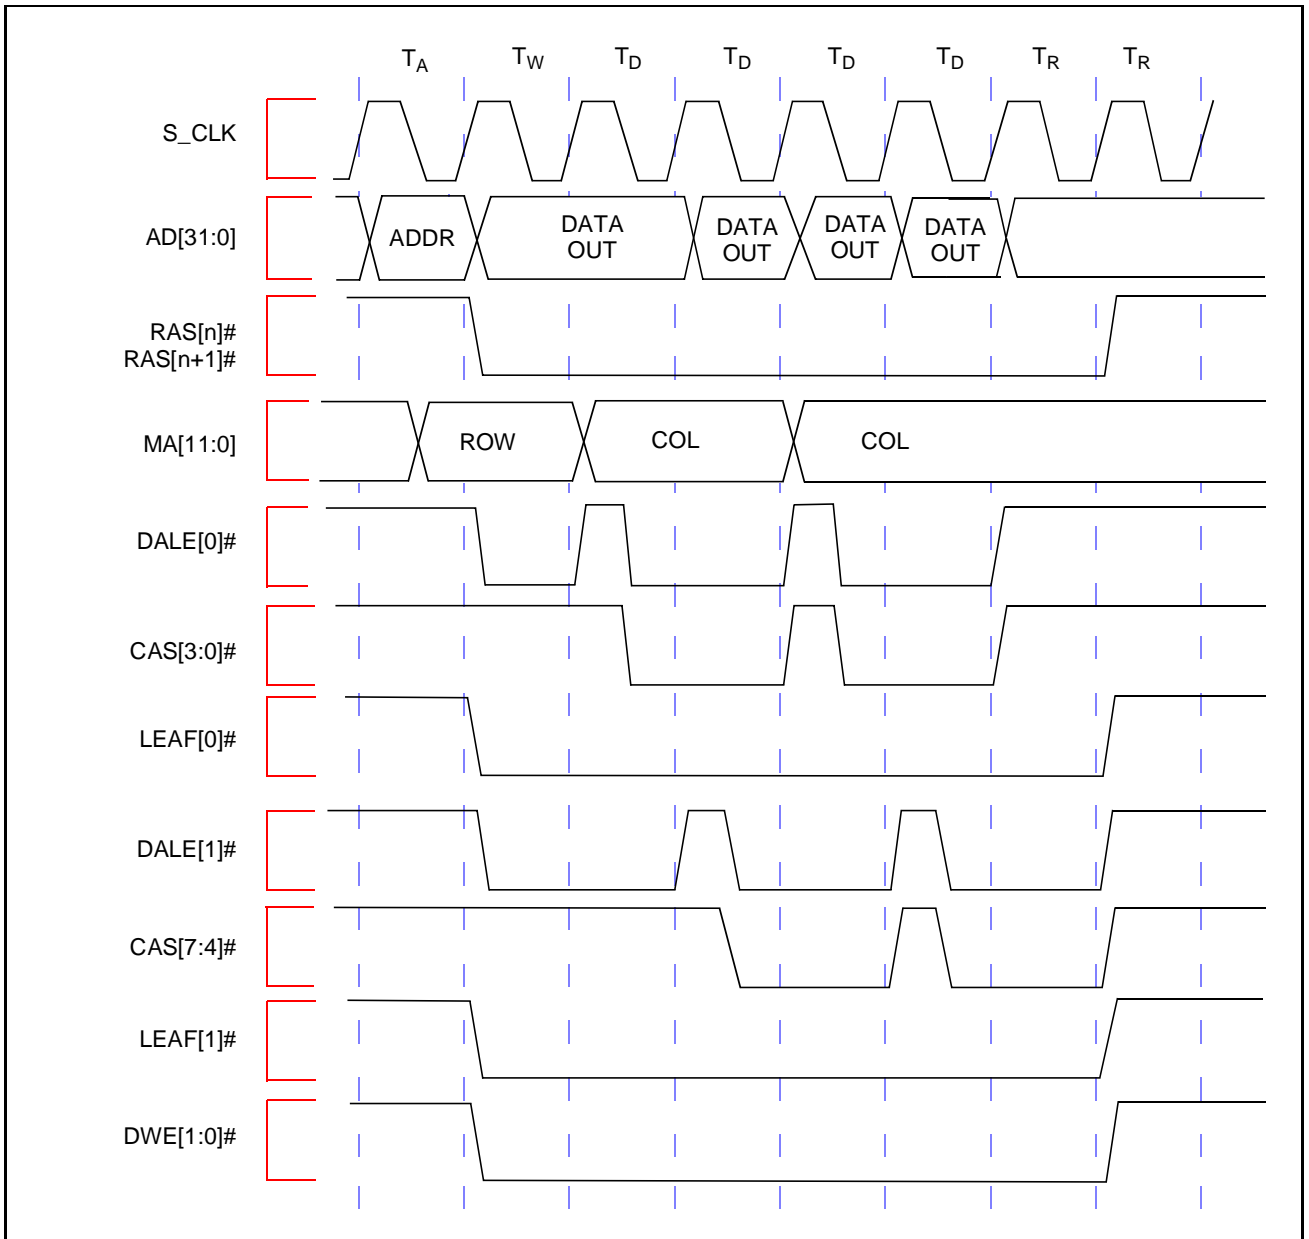 TA TW TD TD TD TD TR TR
S_CLK
AD[31:0]
ADDR
DATA
OUT
DATA
OUT
DATA
OUT
DATA
OUT
RAS[n]#
RAS[n+1]#
MA[11:0]
ROW
COL
COL
DALE[0]#
CAS[3:0]#
LEAF[0]#
DALE[1]#
CAS[7:4]#
LEAF[1]#
DWE[1:0]#